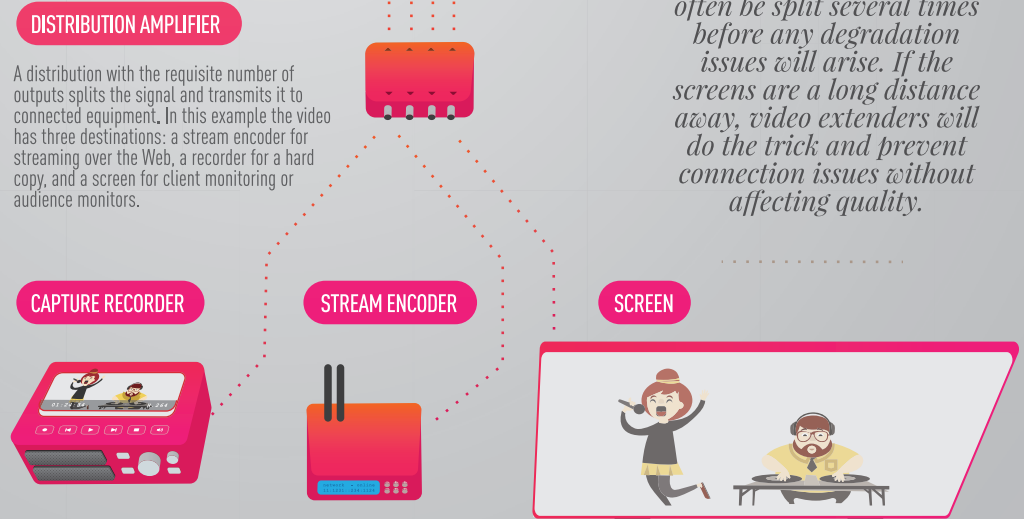 DISTRIBUTION AMPLIFIER
A distribution with the requisite number of
outputs splits the signal and transmits it to
connected equipment. In this example the video
has three destinations: a stream encoder for
streaming over the Web, a recorder for a hard
copy, and a screen for client monitoring or
audience monitors.
often be split several times
before any degradation
issues will arise. If the
screens are a long distance
away, video extenders will
do the trick and prevent
connection issues without
affecting quality.
CAPTURE RECORDER
STREAM ENCODER
SCREEN